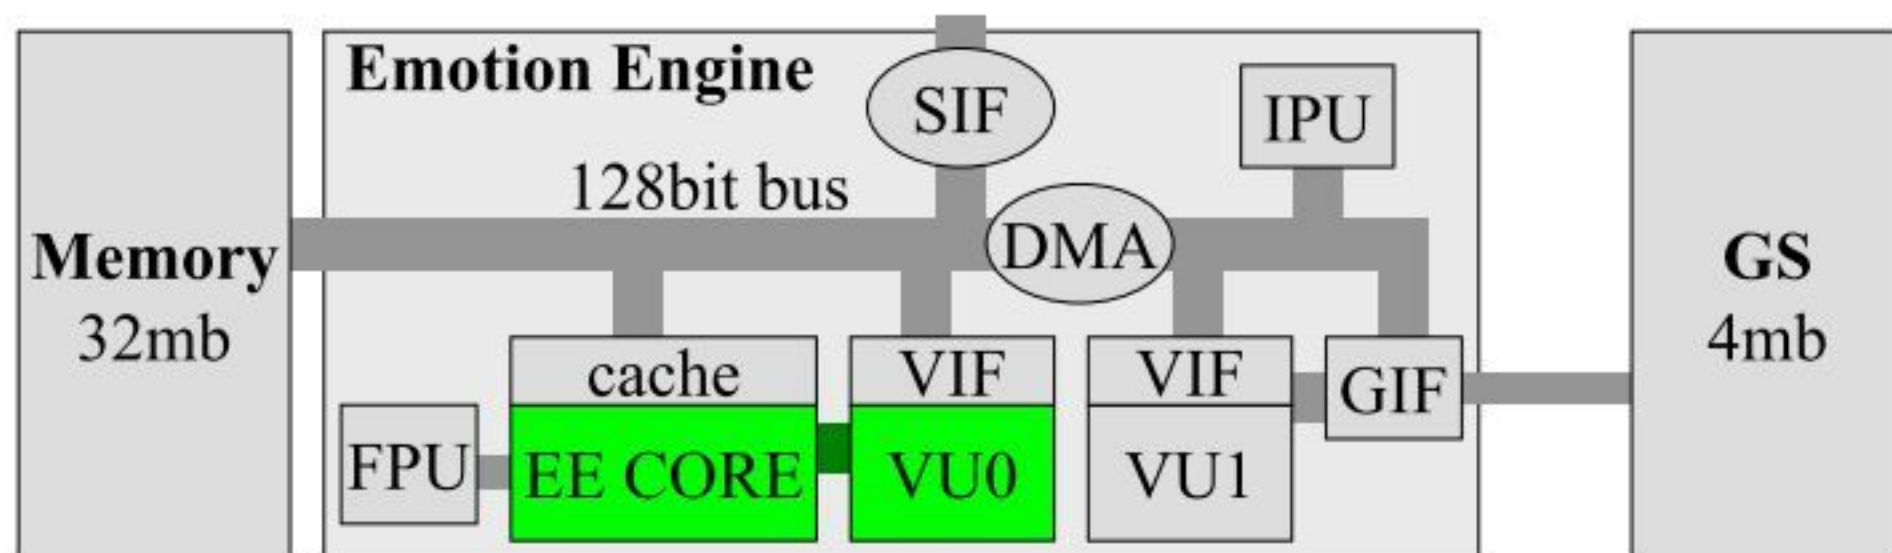 Emotion Engine
SIF
IPU
128bit bus
DMA
Memory
32mb
GS
4mb
cache
VIF
VIF
GIF
FPU
EE CORE
VU0
VU1